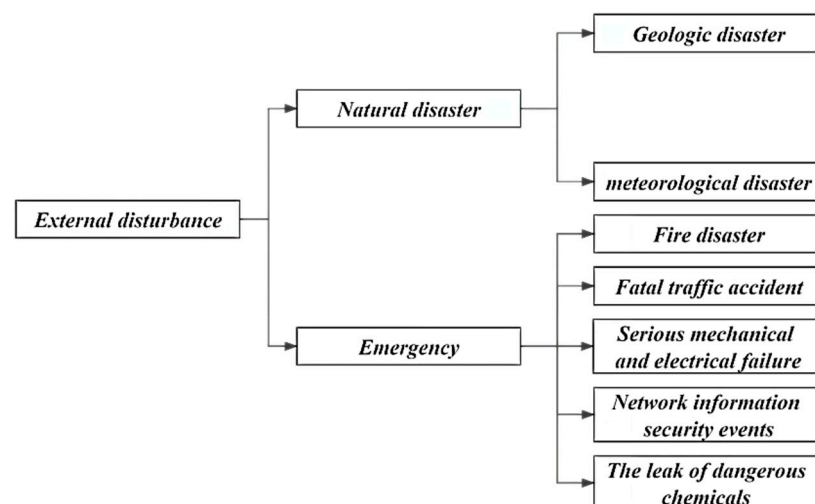 Geologic disaster
Natural disaster
meteorological disaster
External disturbance
Fire disaster
Fatal traffic accident
Emergency
Serious mechanical
and electrical failure
Network information
security events
The leak of dangerous
chemicals